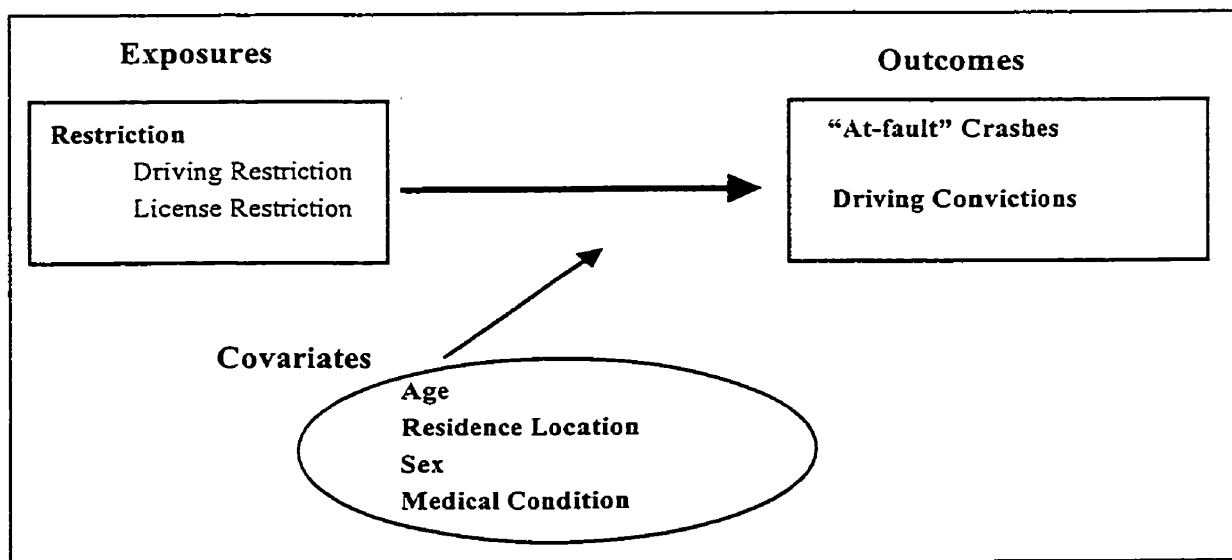 Exposures
Outcomes
Restriction
Driving Restriction
License Restriction
“At-fault” Crashes
Driving Convictions
Covariates
Age
Residence Location
Sex
Medical Condition